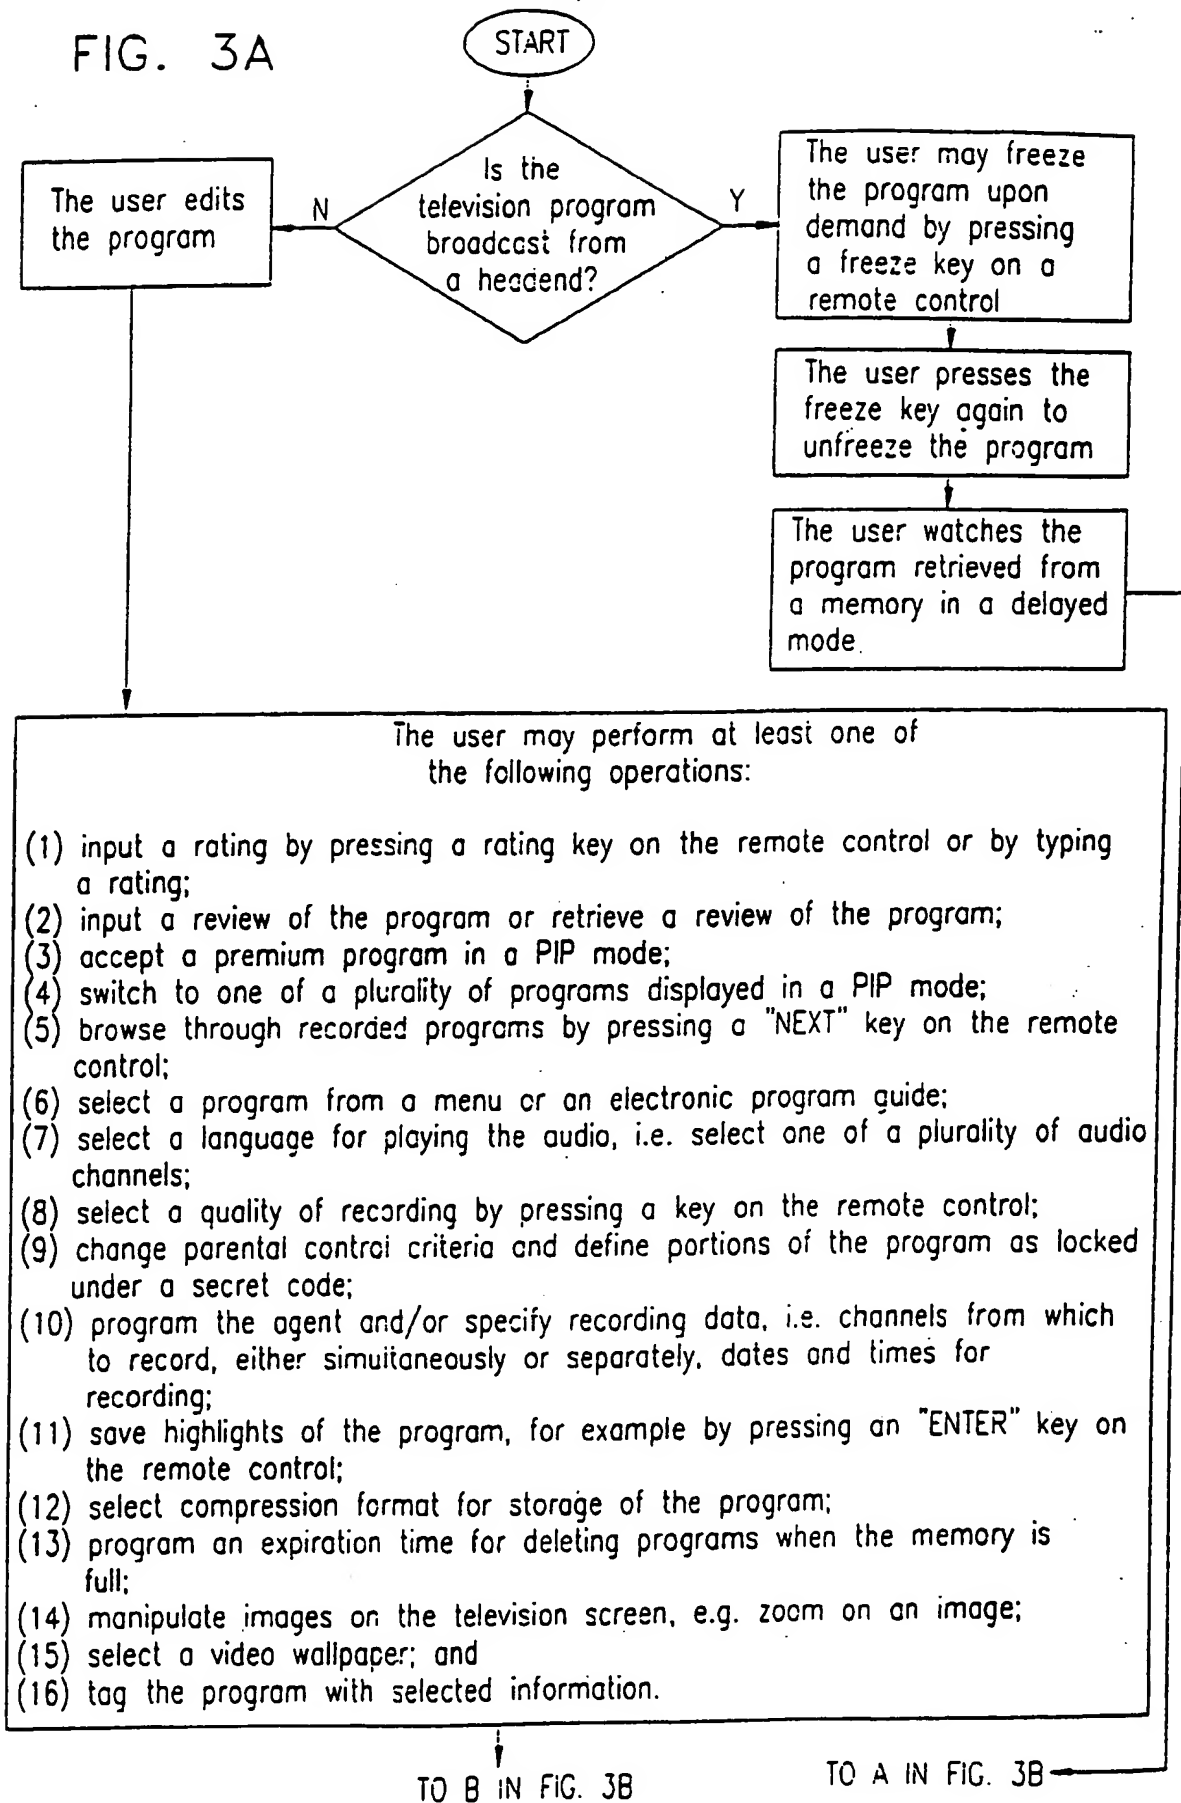 FIG. 3A
START
Is the
television program
broadcast from
a headend?
N
Y
The user edits
the program
The user may freeze
the program upon
demand by pressing
a freeze key on a
remote control
The user presses the
freeze key again to
unfreeze the program
The user watches the
program retrieved from
a memory in a delayed
mode.
The user may perform at least one of
the following operations:
(1) input a rating by pressing a rating key on the remote control or by typing
a rating;
(2) input a review of the program or retrieve a review of the program;
(3) accept a premium program in a PIP mode;
(4) switch to one of a plurality of programs displayed in a PIP mode;
(5) browse through recorded programs by pressing a "NEXT" key on the remote
control;
(6) select a program from a menu or an electronic program guide;
(7) select a language for playing the audio, i.e. select one of a plurality of audio
channels;
(8) select a quality of recording by pressing a key on the remote control;
(9) change parental control criteria and define portions of the program as locked
under a secret code;
(10) program the agent and/or specify recording data, i.e. channels from which
to record, either simultaneously or separately, dates and times for
recording;
(11) save highlights of the program, for example by pressing an "ENTER" key on
the remote control;
(12) select compression format for storage of the program;
(13) program an expiration time for deleting programs when the memory is
full;
(14) manipulate images on the television screen, e.g. zoom on an image;
(15) select a video wallpaper; and
(16) tag the program with selected information.
TO B IN FIG. 3B
TO A IN FIG. 3B